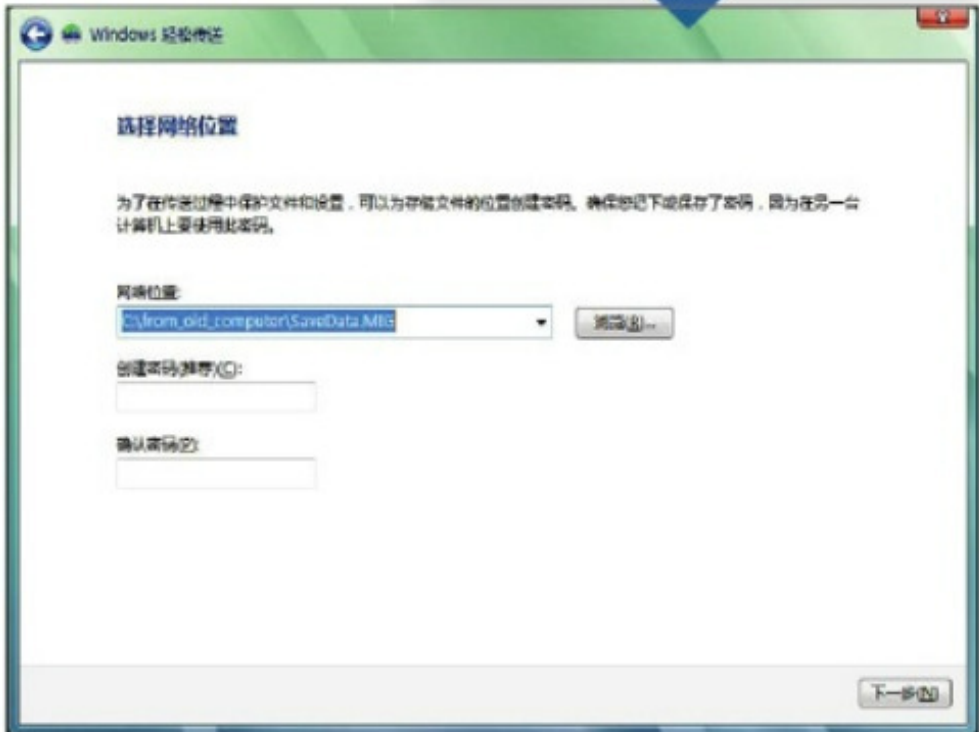 Windows 轻松传送
选择网络位置
为了在传送过程中保护文件和设置，可以为存储文件的位置创建密码。确保您记下或保存了密码，因为在另一台
计算机上要使用此密码。
网络位置:
C:\from_old_computer\SaveData.MIG
浏览(R)...
创建密码(推荐)(C):
确认密码(P):
下一步(N)